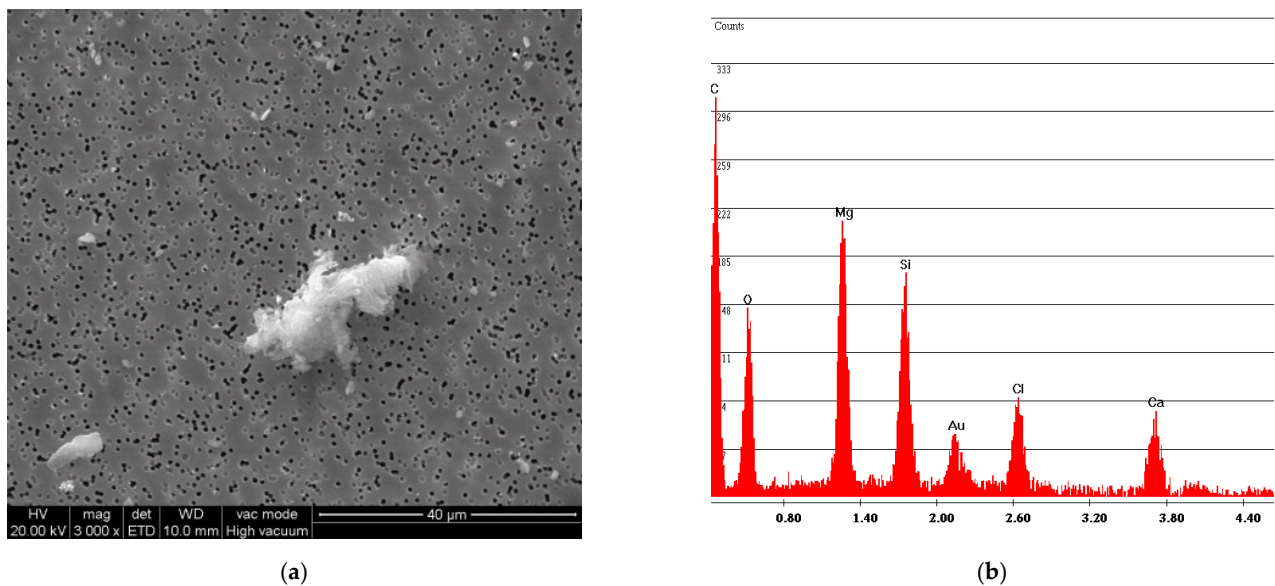 HV mag det WD vac mode
20.00 kV 3 000 x ETD 10.0 mm High vacuum
40 µm
(a)
Counts
333
C
296
259
222
Mg
185
Si
48
O
11
4
Cl
Ca
Au
7
0.80 1.40 2.00 2.60 3.20 3.80 4.40
(b)